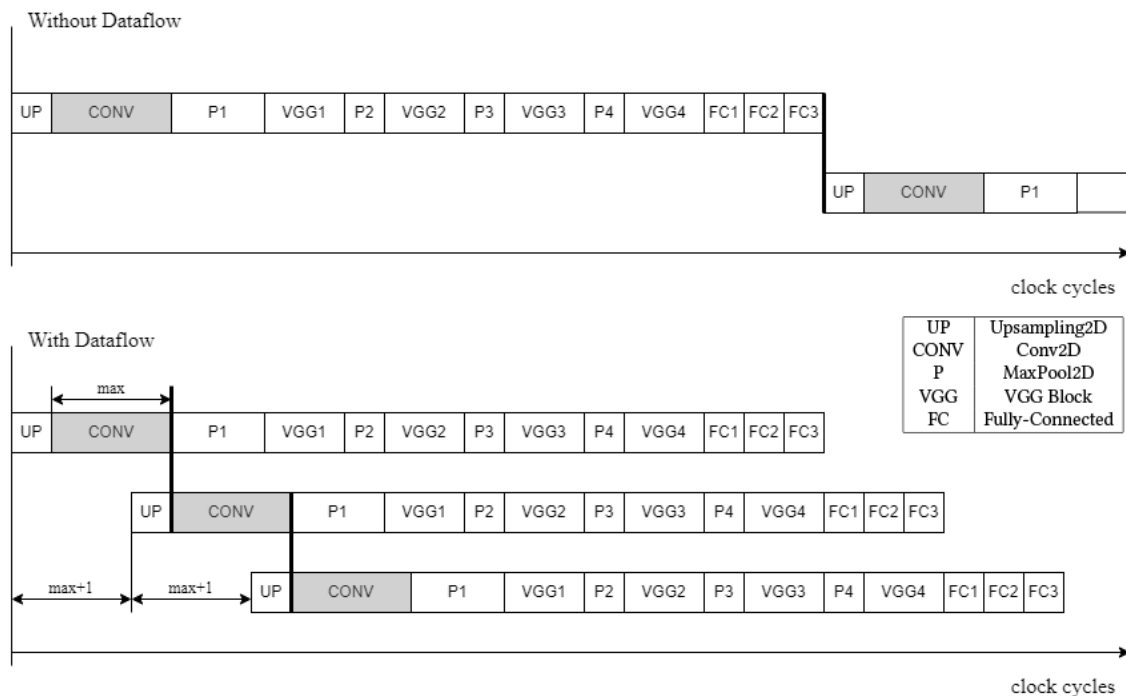 Without Dataflow
UP CONV P1 VGG1 P2 VGG2 P3 VGG3 P4 VGG4 FC1 FC2 FC3
UP CONV P1
clock cycles
With Dataflow
UP Upsampling2D
CONV Conv2D
P MaxPool2D
VGG VGG Block
FC Fully-Connected
max
UP CONV P1 VGG1 P2 VGG2 P3 VGG3 P4 VGG4 FC1 FC2 FC3
UP CONV P1 VGG1 P2 VGG2 P3 VGG3 P4 VGG4 FC1 FC2 FC3
max+1 max+1 UP CONV P1 VGG1 P2 VGG2 P3 VGG3 P4 VGG4 FC1 FC2 FC3
clock cycles